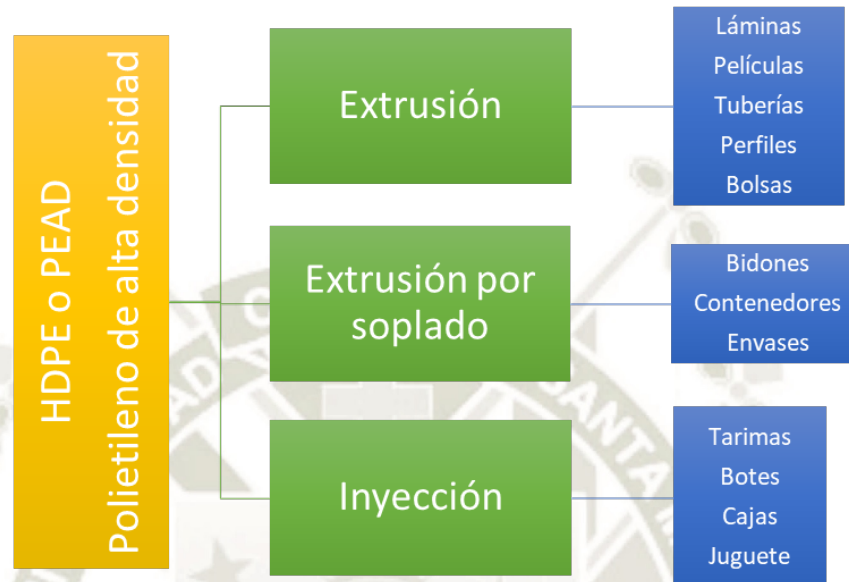 HDPE o PEAD
Polietileno de alta densidad
Extrusión
Láminas
Películas
Tuberías
Perfiles
Bolsas
Extrusión por
soplado
Bidones
Contenedores
Envases
Inyección
Tarimas
Botes
Cajas
Juguete
SANTA M